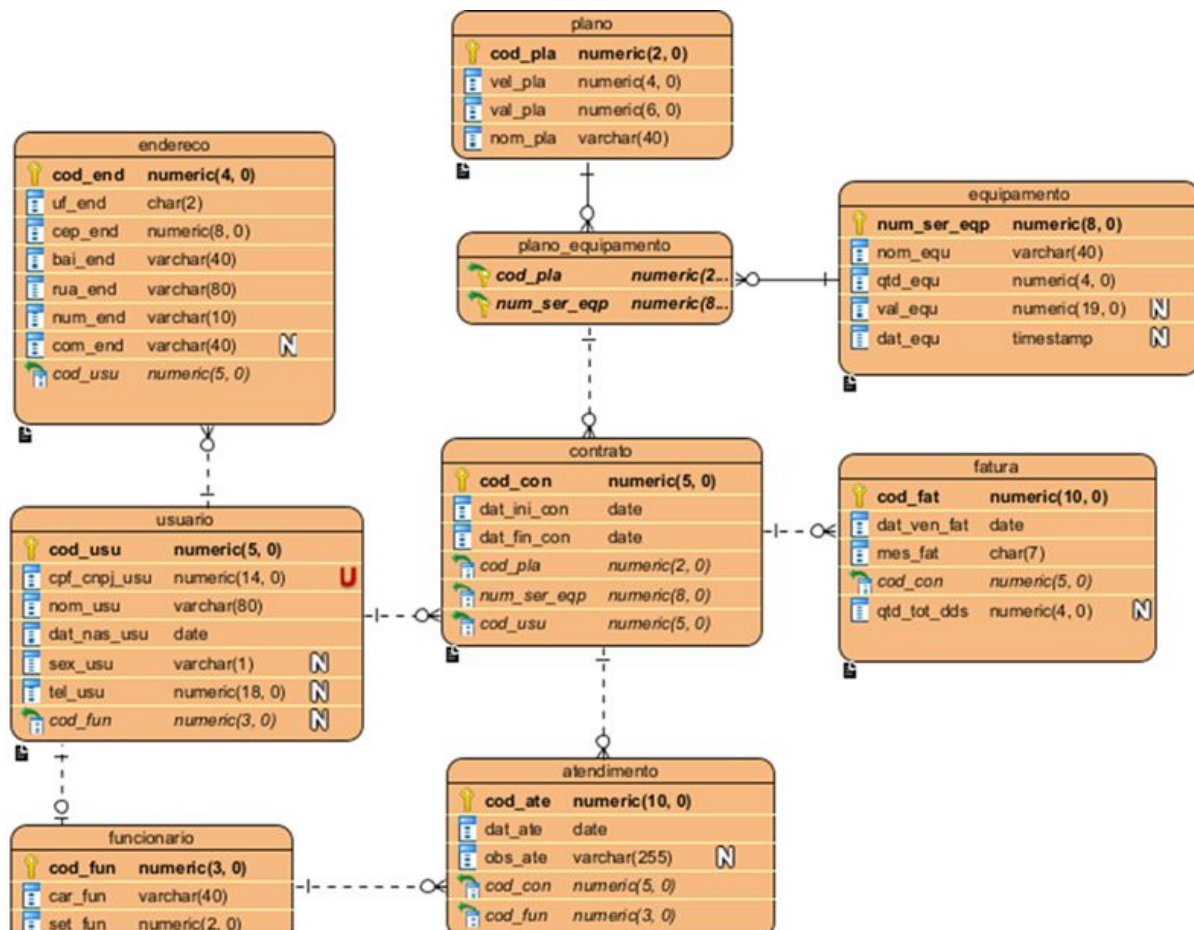 plano
cod_pla numeric(2, 0)
vel_pla numeric(4, 0)
val_pla numeric(6, 0)
nom_pla varchar(40)
endereco
cod_end numeric(4, 0)
uf_end char(2)
cep_end numeric(8, 0)
bai_end varchar(40)
rua_end varchar(80)
num_end varchar(10)
com_end varchar(40) N
cod_usu numeric(5, 0)
equipamento
num_ser_eqp numeric(8, 0)
nom_equ varchar(40)
qtd_equ numeric(4, 0)
val_equ numeric(19, 0) N
dat_equ timestamp N
plano_equipamento
cod_pla numeric(2...
num_ser_eqp numeric(8...
contrato
cod_con numeric(5, 0)
dat_ini_con date
dat_fin_con date
cod_pla numeric(2, 0)
num_ser_eqp numeric(8, 0)
cod_usu numeric(5, 0)
fatura
cod_fat numeric(10, 0)
dat_ven_fat date
mes_fat char(7)
cod_con numeric(5, 0)
qtd_tot_dds numeric(4, 0) N
usuario
cod_usu numeric(5, 0)
cpf_cnpj_usu numeric(14, 0) U
nom_usu varchar(80)
dat_nas_usu date
sex_usu varchar(1) N
tel_usu numeric(18, 0) N
cod_fun numeric(3, 0) N
atendimento
cod_ate numeric(10, 0)
dat_ate date
obs_ate varchar(255) N
cod_con numeric(5, 0)
cod_fun numeric(3, 0)
funcionario
cod_fun numeric(3, 0)
car_fun varchar(40)
set_fun numeric(2, 0)